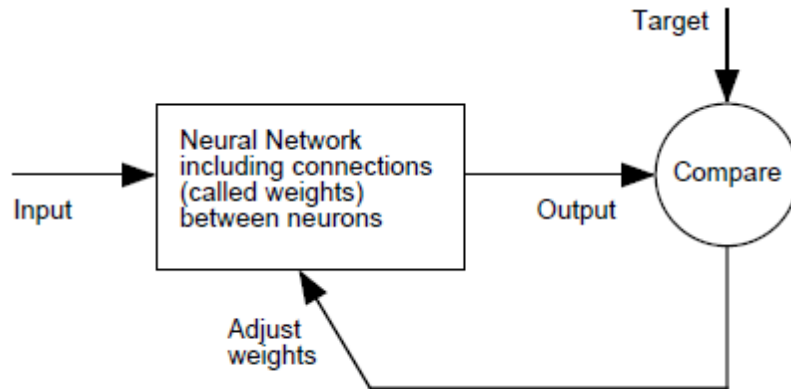 Target
Neural Network
including connections
(called weights)
between neurons
Compare
Input
Output
Adjust
weights